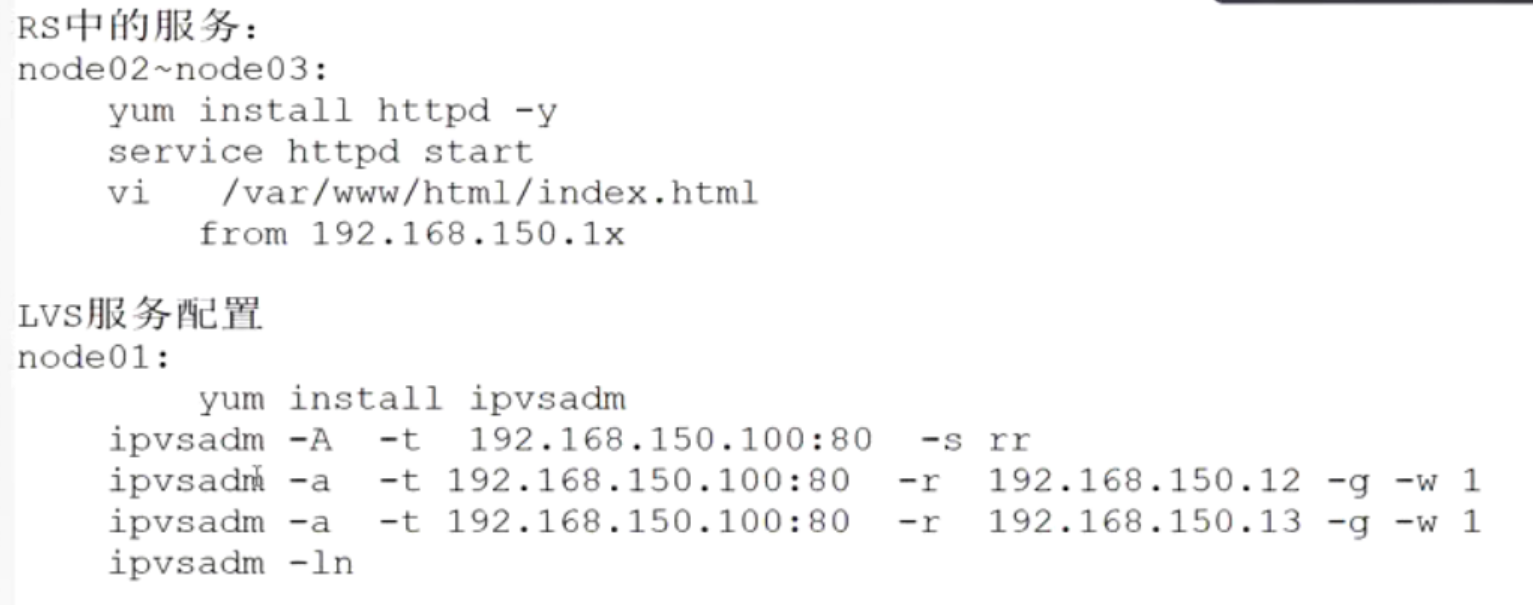 RS中的服务：
node02~node03:
yum install httpd -y
service httpd start
vi /var/www/html/index.html
from 192.168.150.1x
LVS服务配置
node01:
yum install ipvsadm
ipvsadm -A -t 192.168.150.100:80 -s rr
ipvsadm -a -t 192.168.150.100:80 -r 192.168.150.12 -g -w 1
ipvsadm -a -t 192.168.150.100:80 -r 192.168.150.13 -g -w 1
ipvsadm -ln